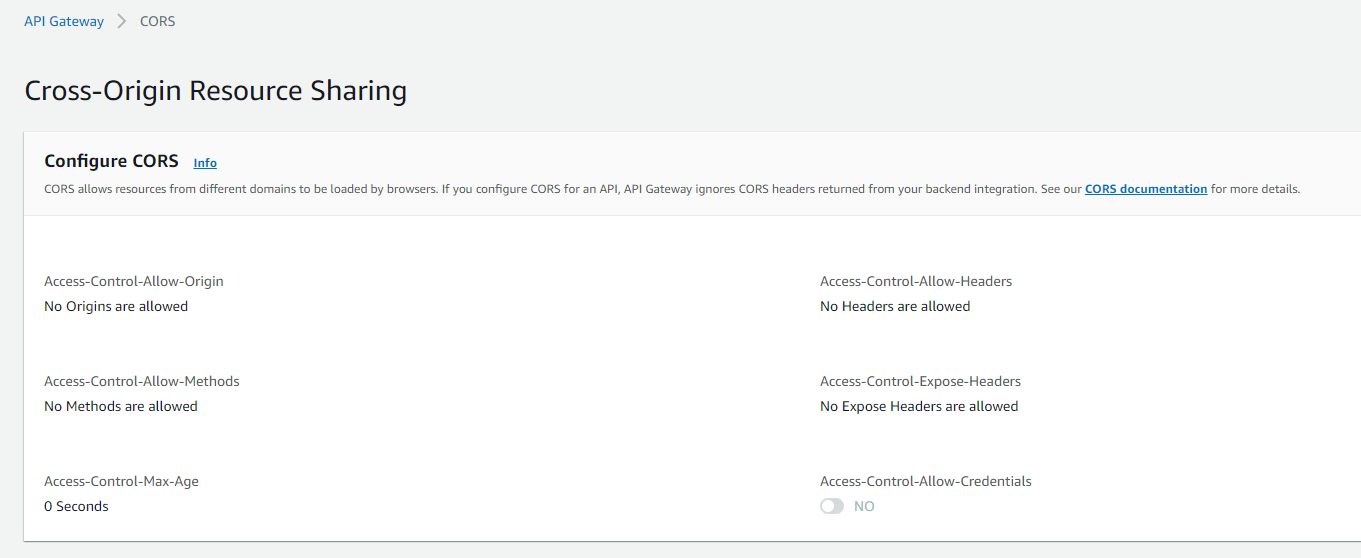 API Gateway > CORS
Cross-Origin Resource Sharing
Configure CORS Info
CORS allows resources from different domains to be loaded by browsers. If you configure CORS for an API, API Gateway ignores CORS headers returned from your backend integration. See our CORS documentation for more details.
Access-Control-Allow-Origin
No Origins are allowed
Access-Control-Allow-Headers
No Headers are allowed
Access-Control-Allow-Methods
No Methods are allowed
Access-Control-Expose-Headers
No Expose Headers are allowed
Access-Control-Max-Age
0 Seconds
Access-Control-Allow-Credentials
NO